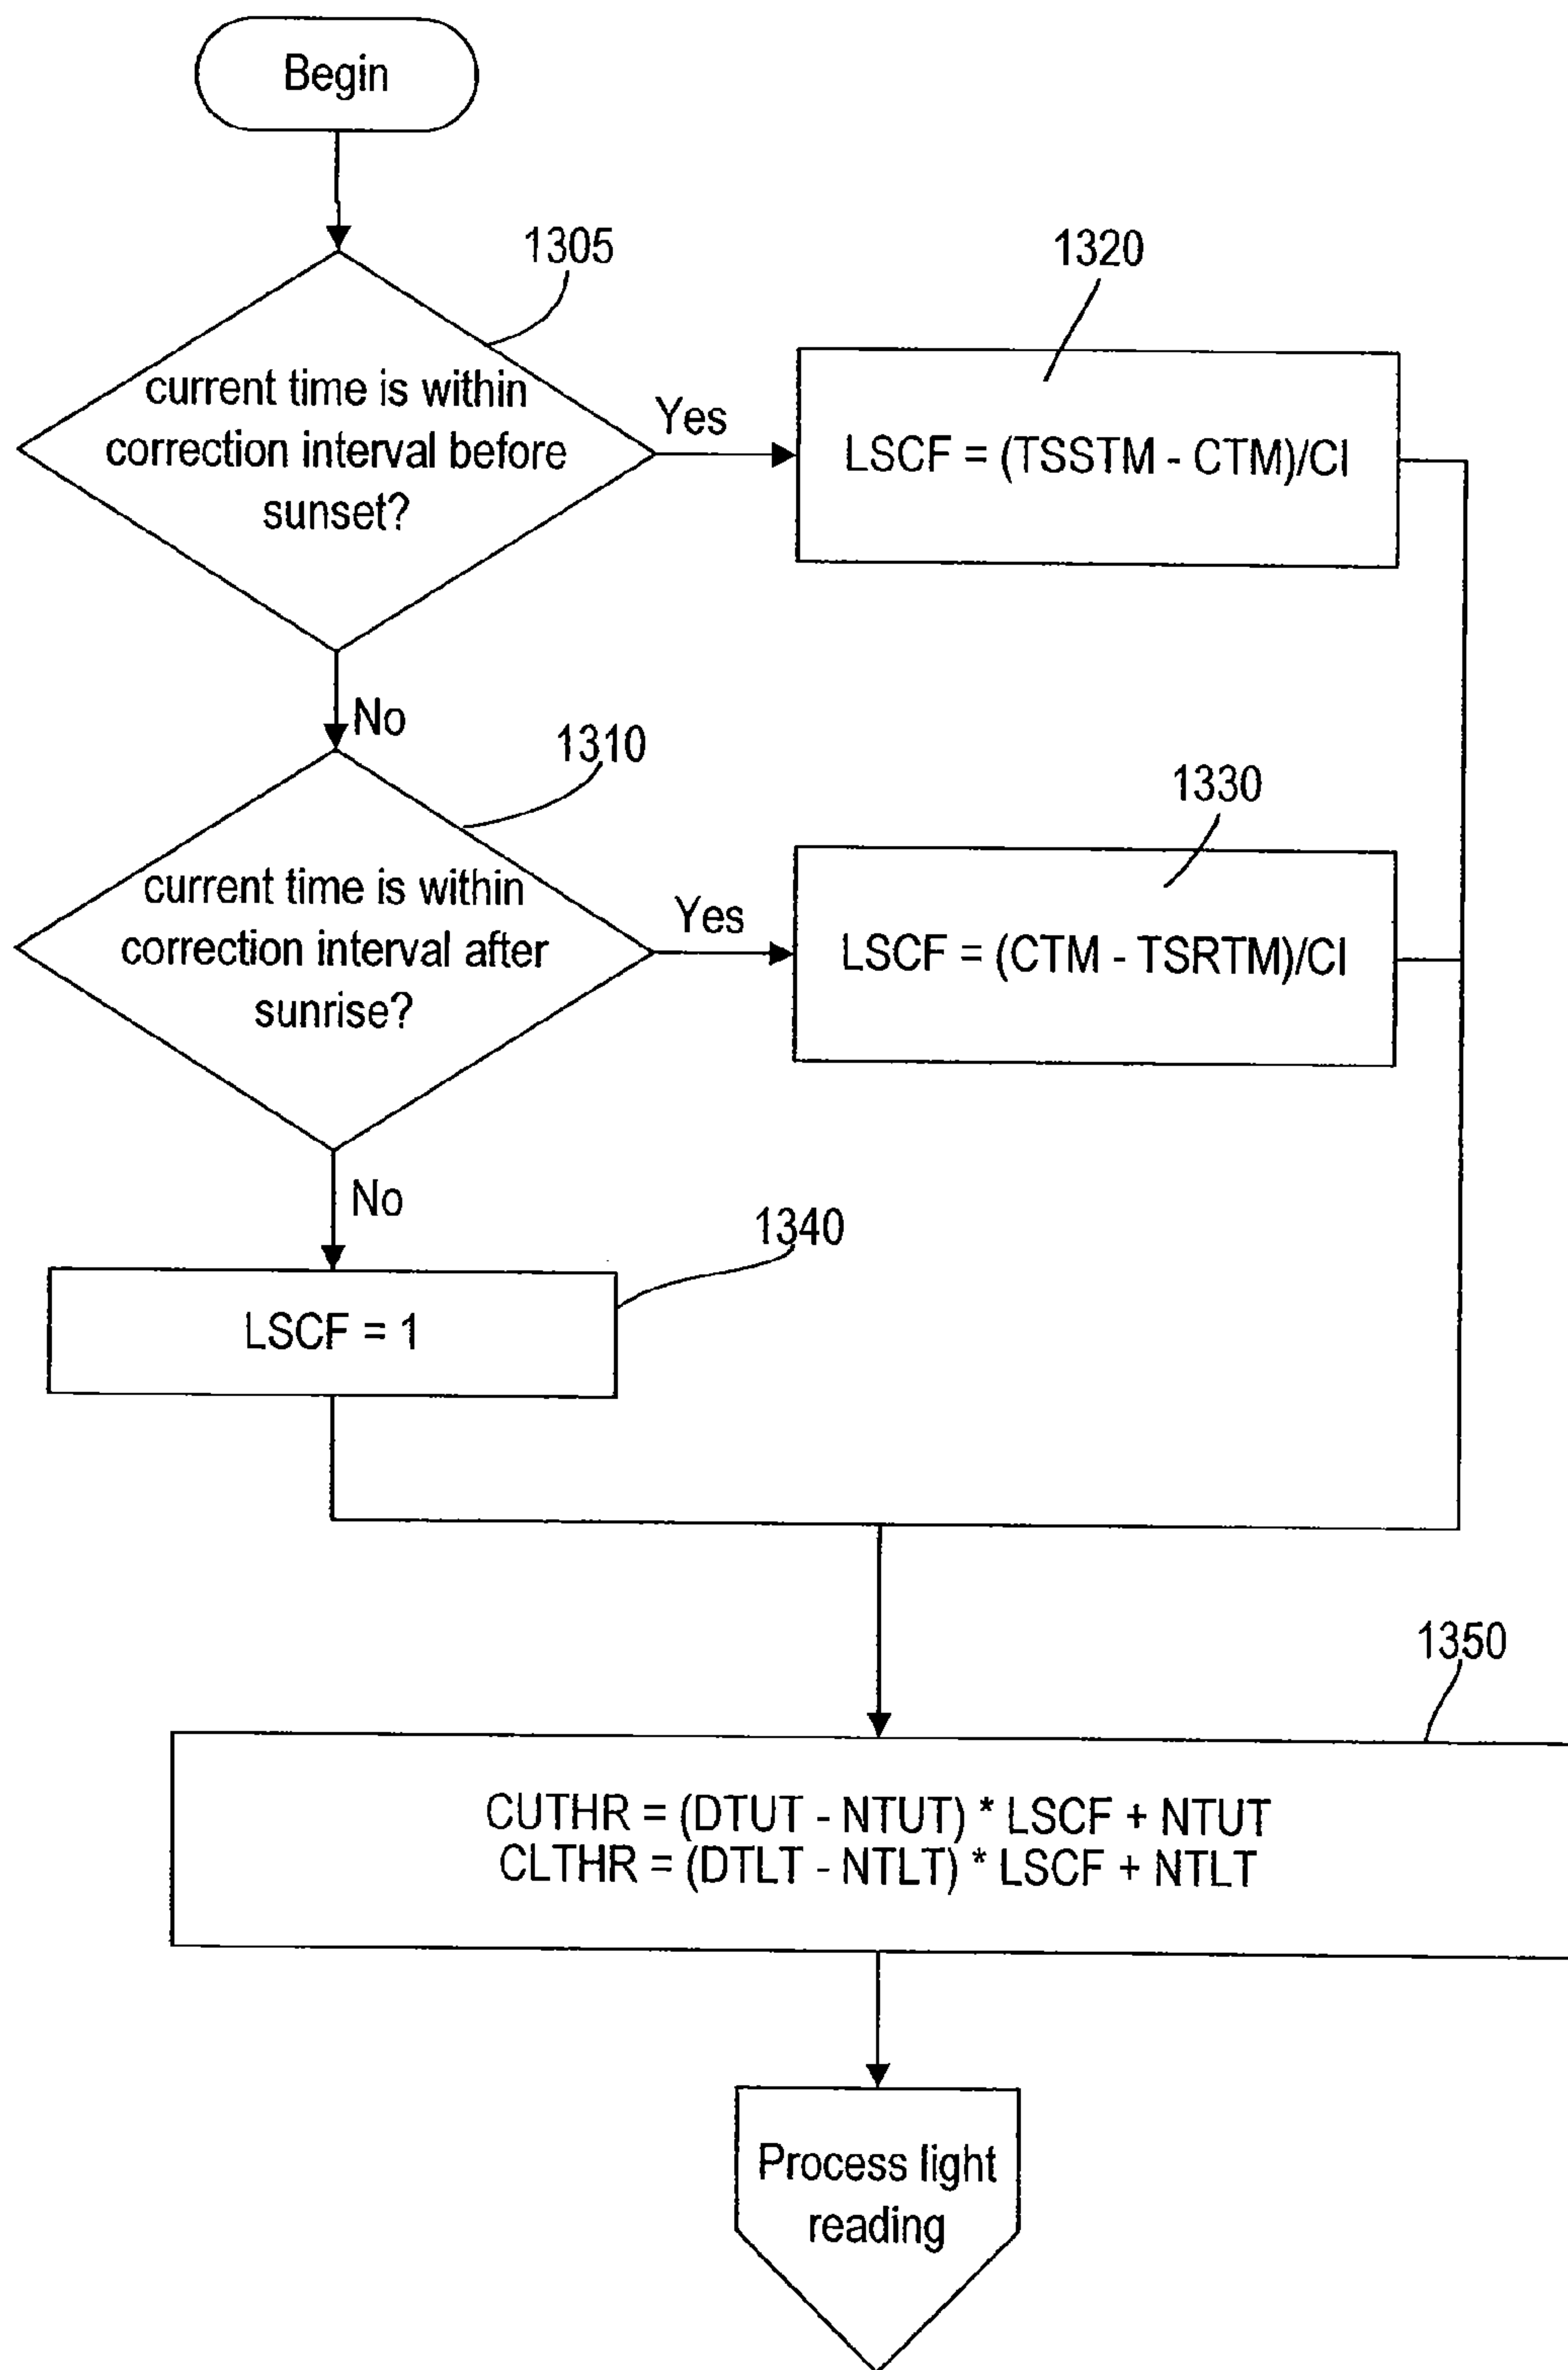 Begin
1305
current time is within
correction interval before
sunset?
Yes
1320
LSCF = (TSSTM - CTM)/CI
No
1310
current time is within
correction interval after
sunrise?
Yes
1330
LSCF = (CTM - TSRTM)/CI
No
1340
LSCF = 1
1350
CUTHR = (DTUT - NTUT) * LSCF + NTUT
CLTHR = (DTLT - NTLT) * LSCF + NTLT
Process light
reading